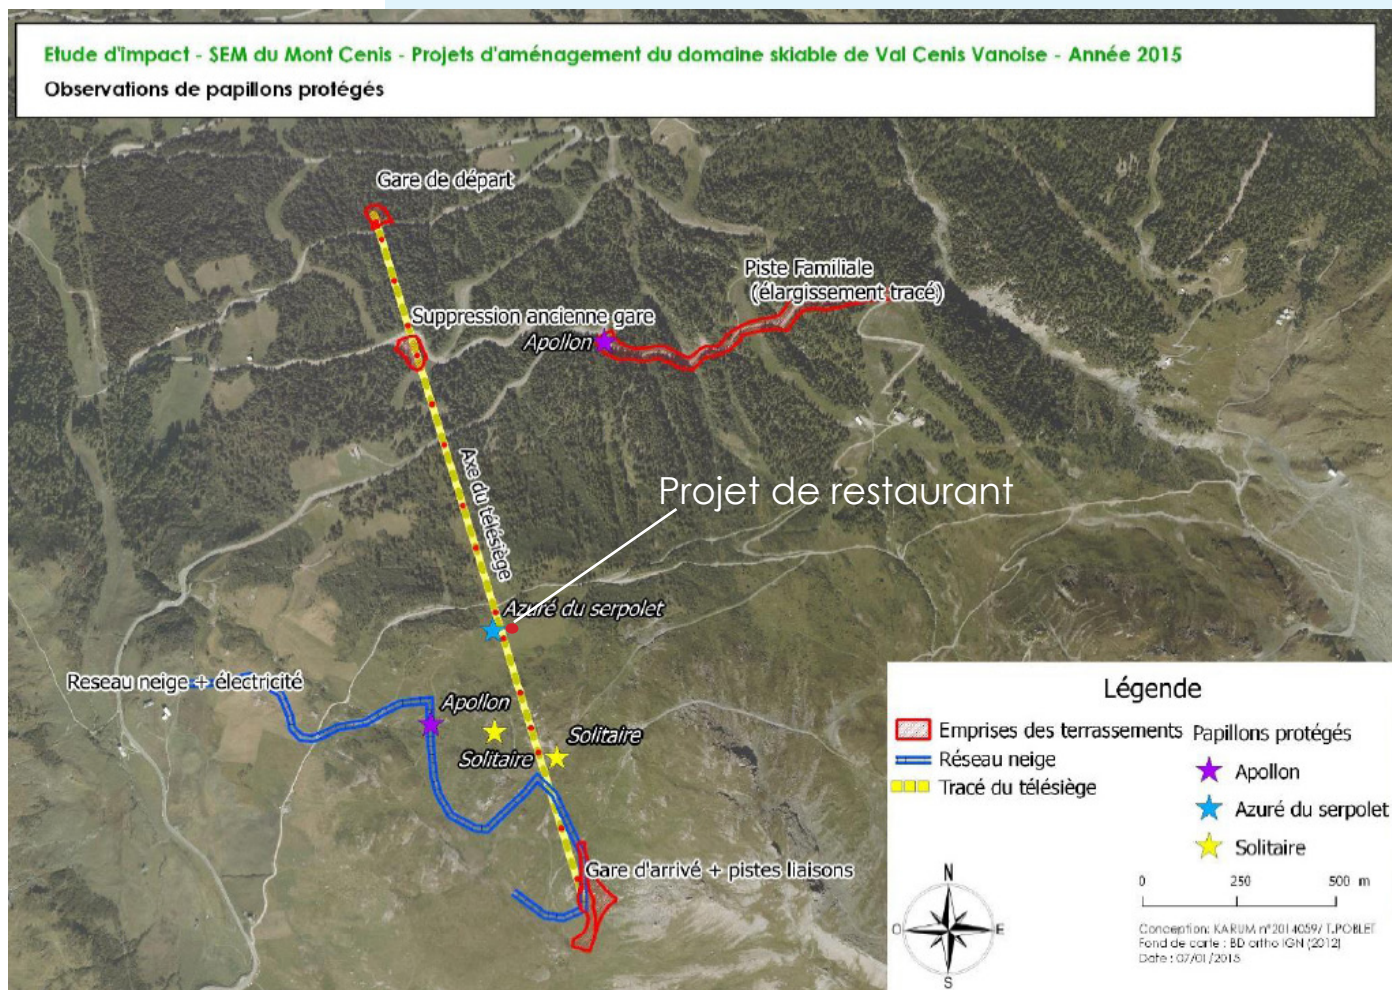 Etude d'impact - SEM du Mont Cenis - Projets d'aménagement du domaine skiable de Val Cenis Vanoise - Année 2015
Observations de papillons protégés
Gare de départ
Piste Familiale
(élargissement tracé)
Suppression ancienne gare
Apollon
Axe du télésiège
Projet de restaurant
Azuré du serpolet
Reseau neige + électricité
Apollon
Solitaire
Solitaire
Gare d'arrivé + pistes liaisons
Légende
Emprises des terrassements
Réseau neige
Tracé du télésiège
Papillons protégés
Apollon
Azuré du serpolet
Solitaire
N
O
E
S
0 250 500 m
Conception: KARUM n°2014059/ T.POBLET
Fond de carte : BD ortho IGN (2012)
Date : 07/01/2015